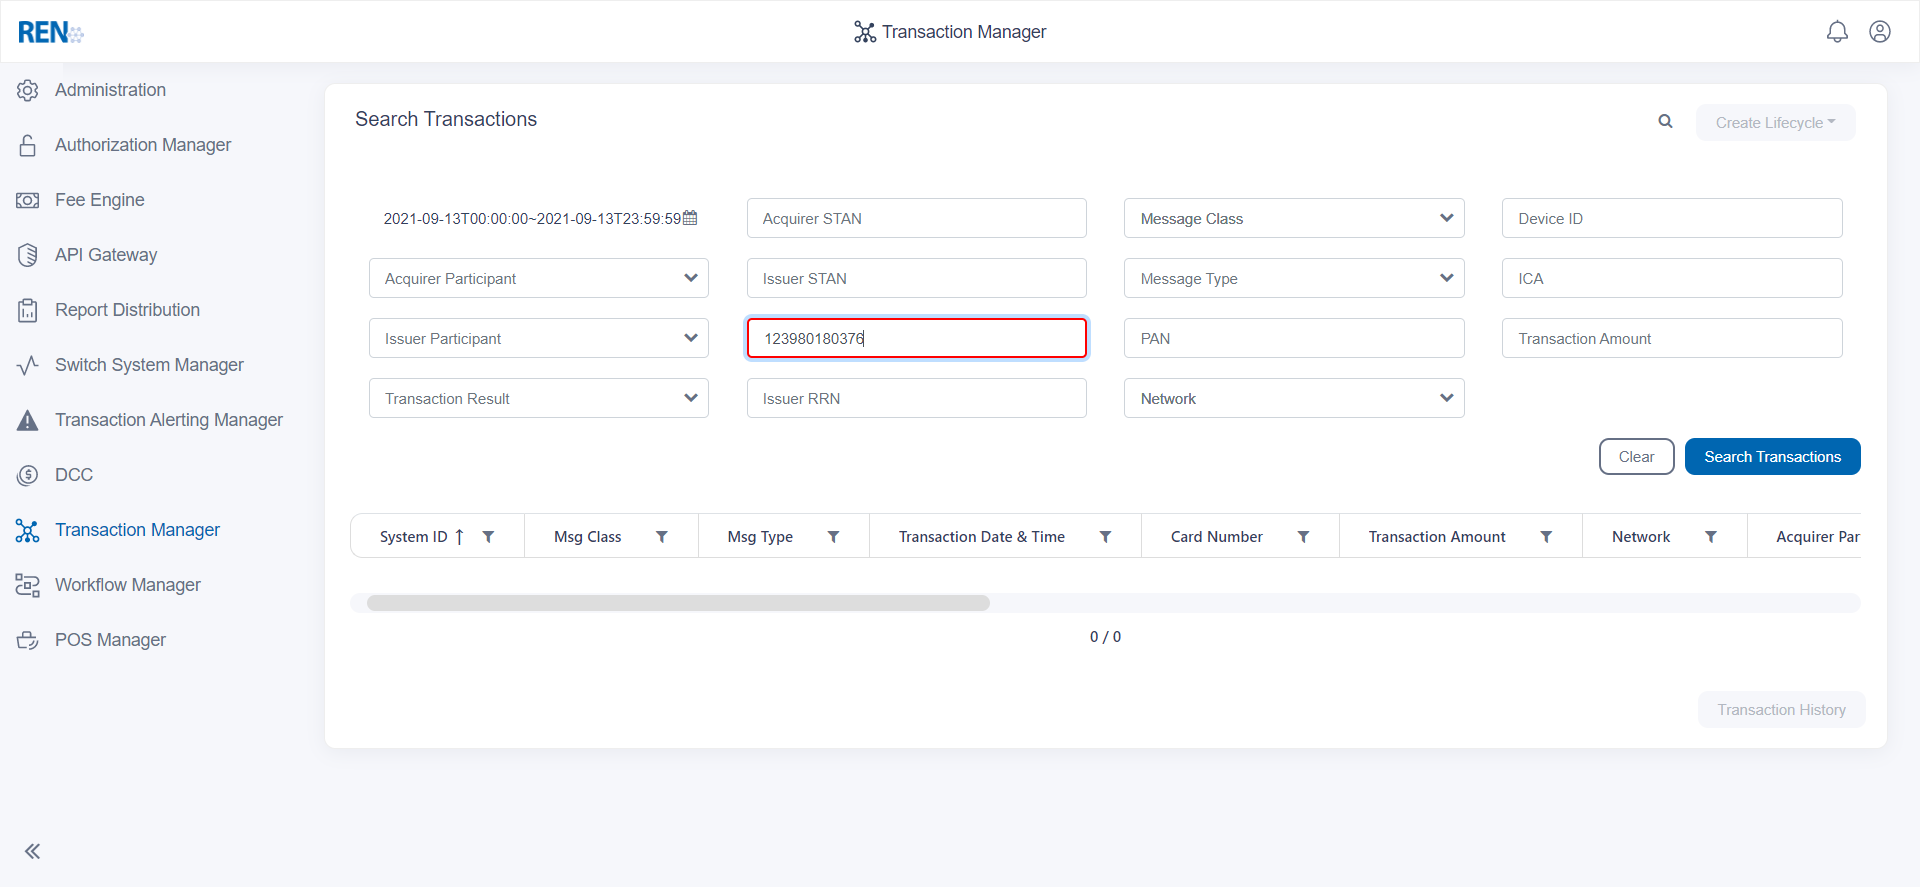 REN
Transaction Manager
Administration
Authorization Manager
Fee Engine
API Gateway
Report Distribution
Switch System Manager
Transaction Alerting Manager
DCC
Transaction Manager
Workflow Manager
POS Manager
Search Transactions
Create Lifecycle
2021-09-13T00:00:00~2021-09-13T23:59:59
Acquirer STAN
Message Class
Device ID
Acquirer Participant
Issuer STAN
Message Type
ICA
Issuer Participant
123980180376
PAN
Transaction Amount
Transaction Result
Issuer RRN
Network
Clear
Search Transactions
System ID
Msg Class
Msg Type
Transaction Date & Time
Card Number
Transaction Amount
Network
Acquirer Par
0 / 0
Transaction History